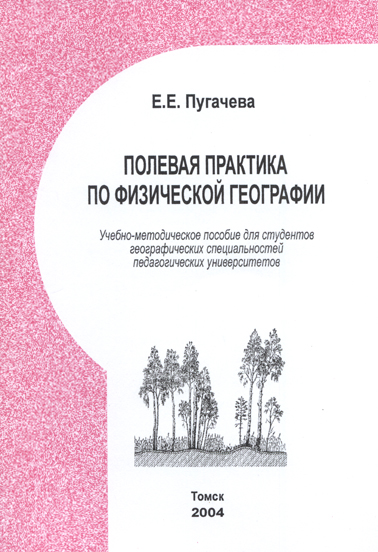 Е.Е. Пугачева
ПОЛЕВАЯ ПРАКТИКА
ПО ФИЗИЧЕСКОЙ ГЕОГРАФИИ
Учебно-методическое пособие для студентов
географических специальностей
педагогических университетов
Томск
2004